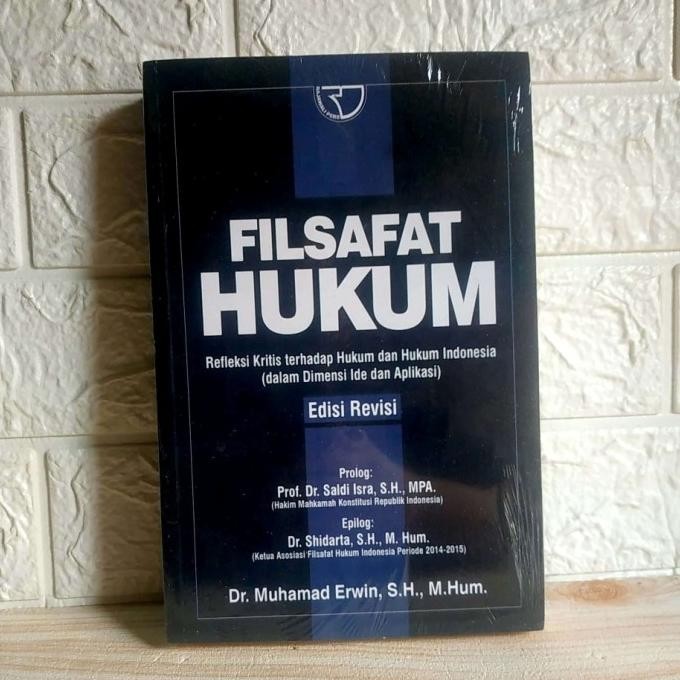 RAJAWALI PERS
FILSAFAT
HUKUM
Refleksi Kritis terhadap Hukum dan Hukum Indonesia
(dalam Dimensi Ide dan Aplikasi)
Edisi Revisi
Prolog:
Prof. Dr. Saldi Isra, S.H., MPA.
(Hakim Mahkamah Konstitusi Republik Indonesia)
Epilog:
Dr. Shidarta, S.H., M. Hum.
(Ketua Asosiasi Filsafat Hukum Indonesia Periode 2014-2015)
Dr. Muhamad Erwin, S.H., M.Hum.